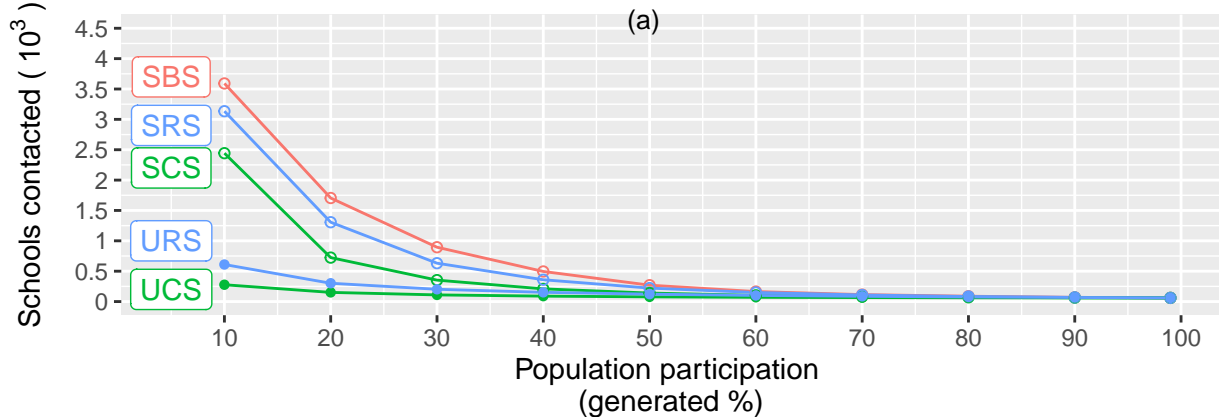 (a)
Schools contacted ( 10³ )
4.5
4
3.5
3
2.5
2
1.5
1
0.5
0
SBS
SRS
SCS
URS
UCS
10 20 30 40 50 60 70 80 90 100
Population participation
(generated %)